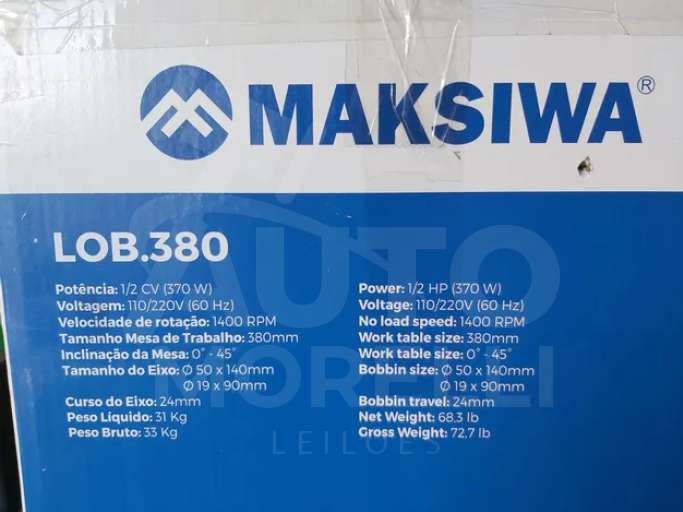 MAKSIWA®
LOB.380
Potência: 1/2 CV (370 W)
Voltagem: 110/220V (60 Hz)
Velocidade de rotação: 1400 RPM
Tamanho Mesa de Trabalho: 380mm
Inclinação da Mesa: 0° - 45°
Tamanho do Eixo: Ø 50 x 140mm
Ø 19 x 90mm
Curso do Eixo: 24mm
Peso Líquido: 31 Kg
Peso Bruto: 33 Kg
Power: 1/2 HP (370 W)
Voltage: 110/220V (60 Hz)
No load speed: 1400 RPM
Work table size: 380mm
Work table size: 0° - 45°
Bobbin size: Ø 50 x 140mm
Ø 19 x 90mm
Bobbin travel: 24mm
Net Weight: 68.3 lb
Gross Weight: 72,7 lb
AUTO
MORELLI
LEILÕES